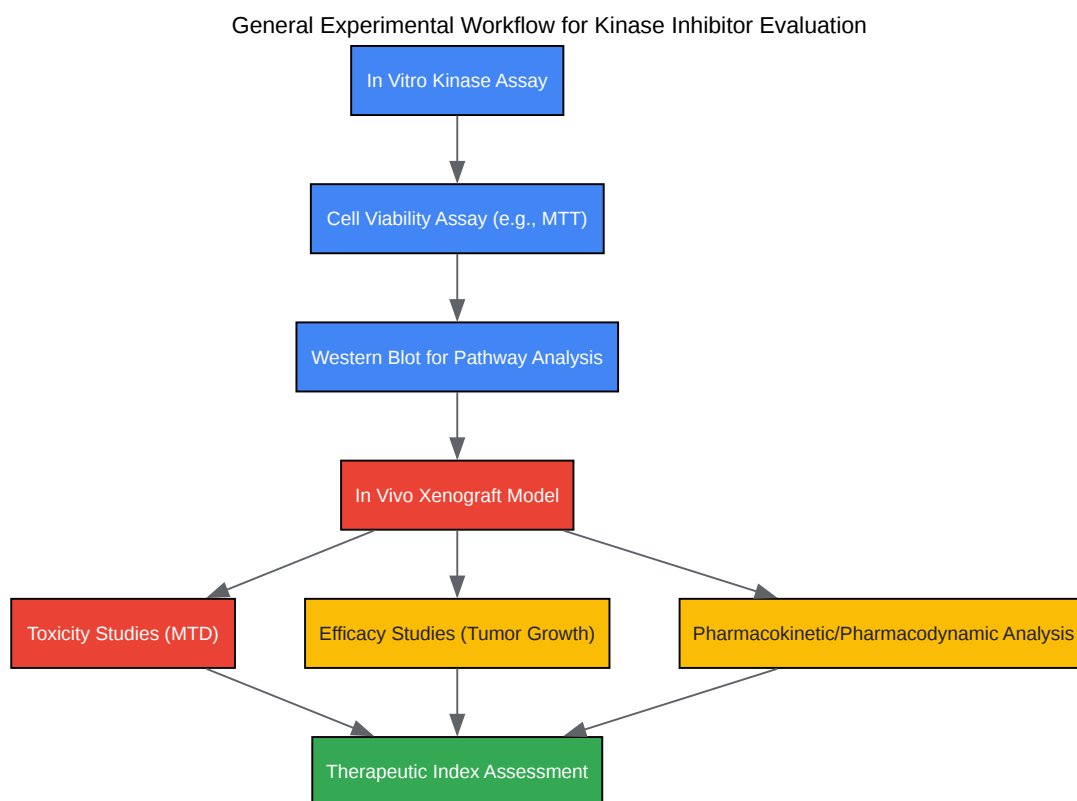 General Experimental Workflow for Kinase Inhibitor Evaluation
In Vitro Kinase Assay
Cell Viability Assay (e.g., MTT)
Western Blot for Pathway Analysis
In Vivo Xenograft Model
Toxicity Studies (MTD)
Efficacy Studies (Tumor Growth)
Pharmacokinetic/Pharmacodynamic Analysis
Therapeutic Index Assessment